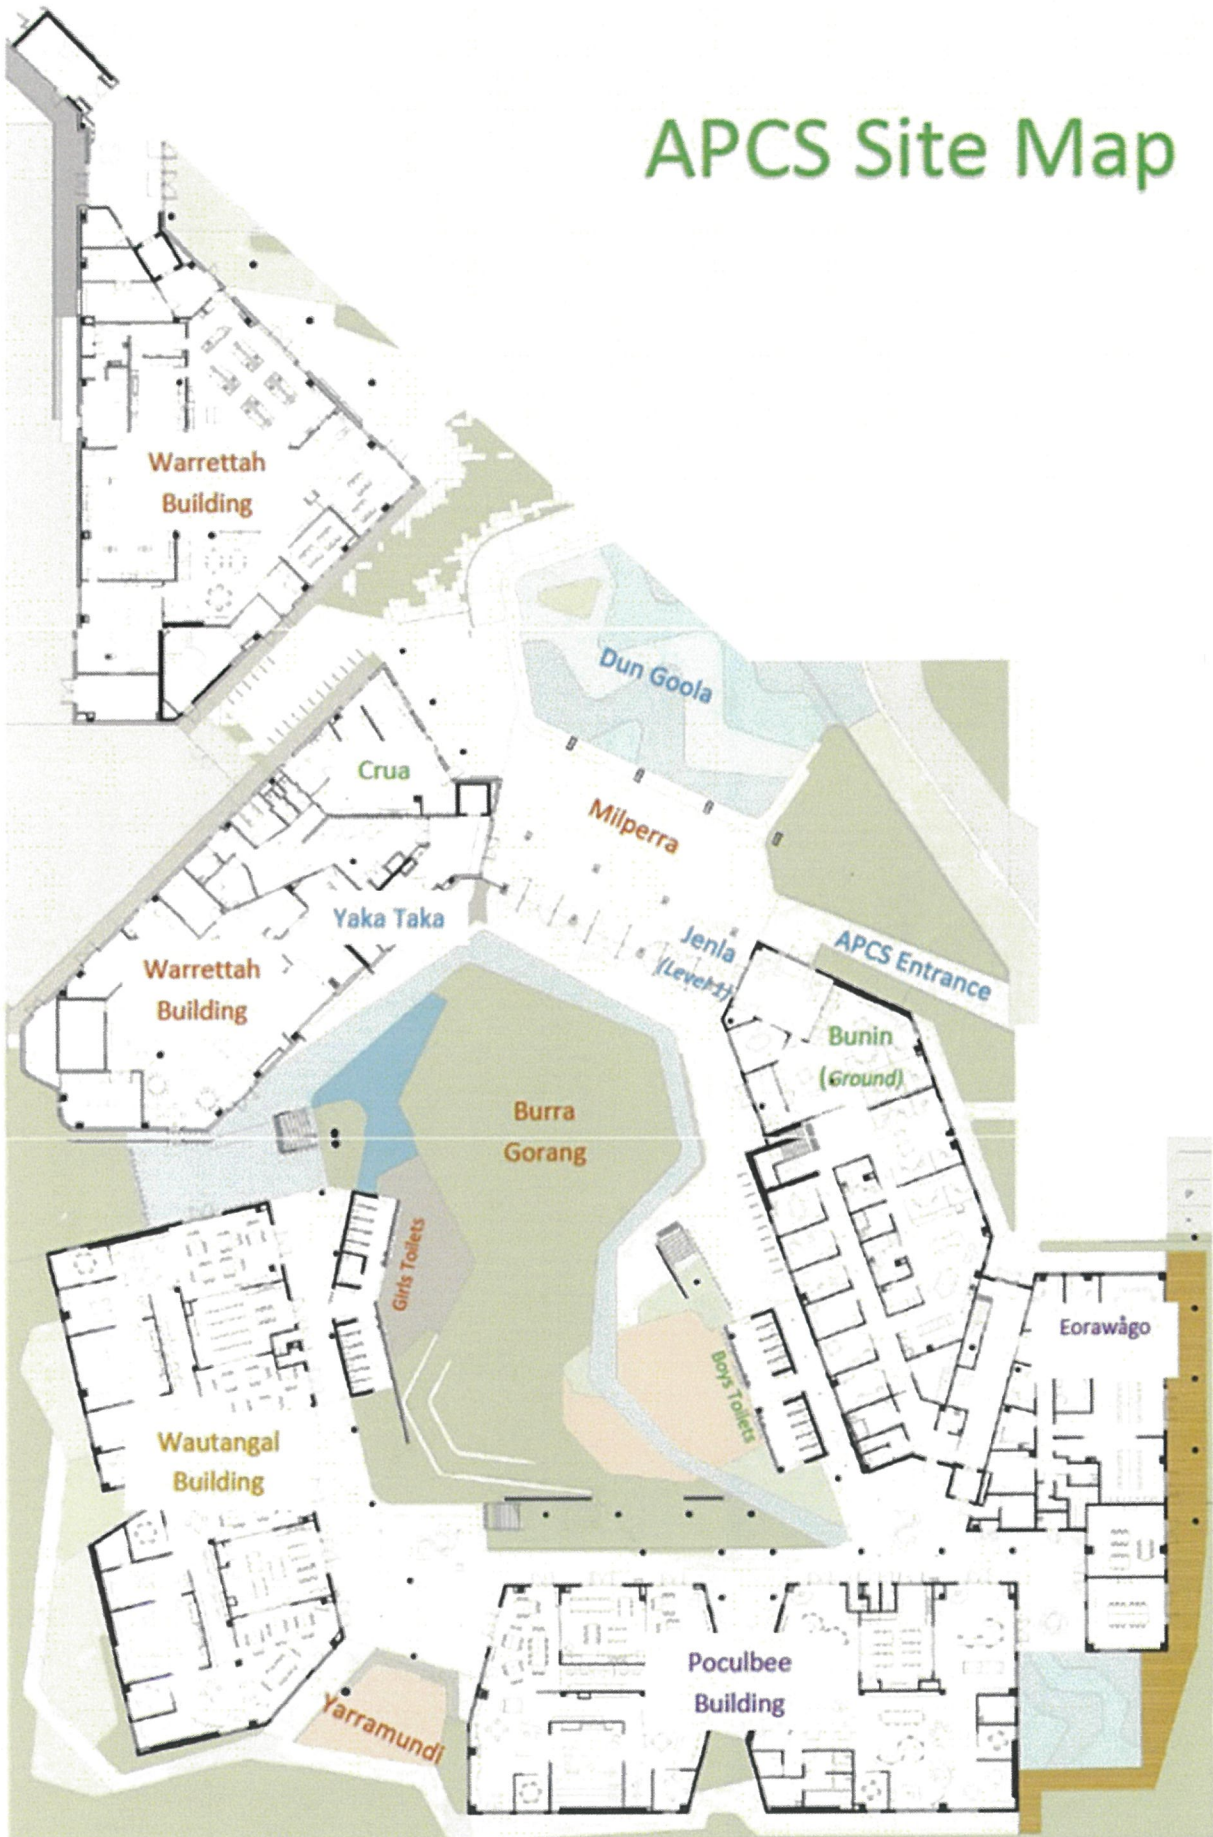 APCS Site Map
Warrettah
Building
Dun Goola
Crua
Milperra
Yaka Taka
Jenla
(Level 1)
APCS Entrance
Warrettah
Building
Bunin
(Ground)
Burra
Gorang
Girls Toilets
Eorawågo
Boys Toilets
Wautangal
Building
Poculbee
Building
Yarramundi